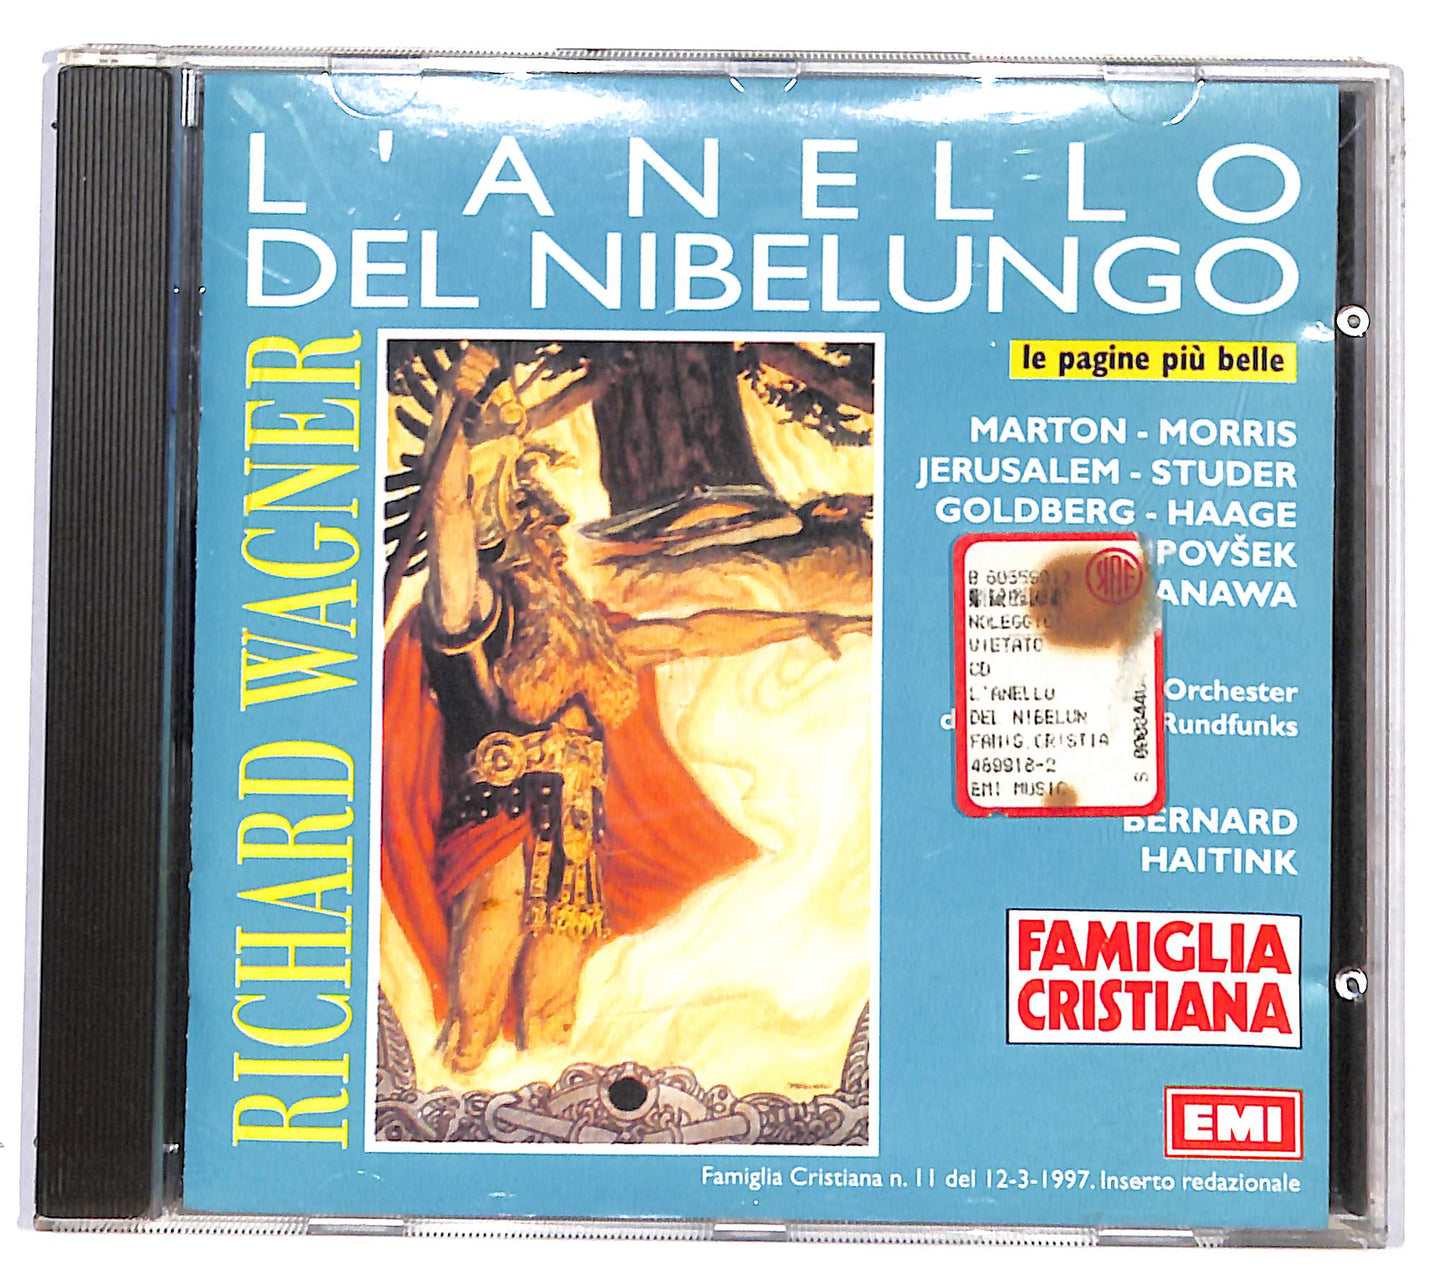 L'ANELLO
DEL NIBELUNGO
RICHARD WAGNER
le pagine più belle
MARTON - MORRIS
JERUSALEM - STUDER
GOLDBERG - HAAGE
POVŠEK
ANAWA
Orchester
Rundfunks
BERNARD
HAITINK
NOLEGGIO
VIETATO
CD
L'ANELLO
DEL NIBELUN
FAMIG.CRISTIA
469918-2
EMI MUSIC
FAMIGLIA
CRISTIANA
EMI
Famiglia Cristiana n. 11 del 12-3-1997. Inserto redazionale